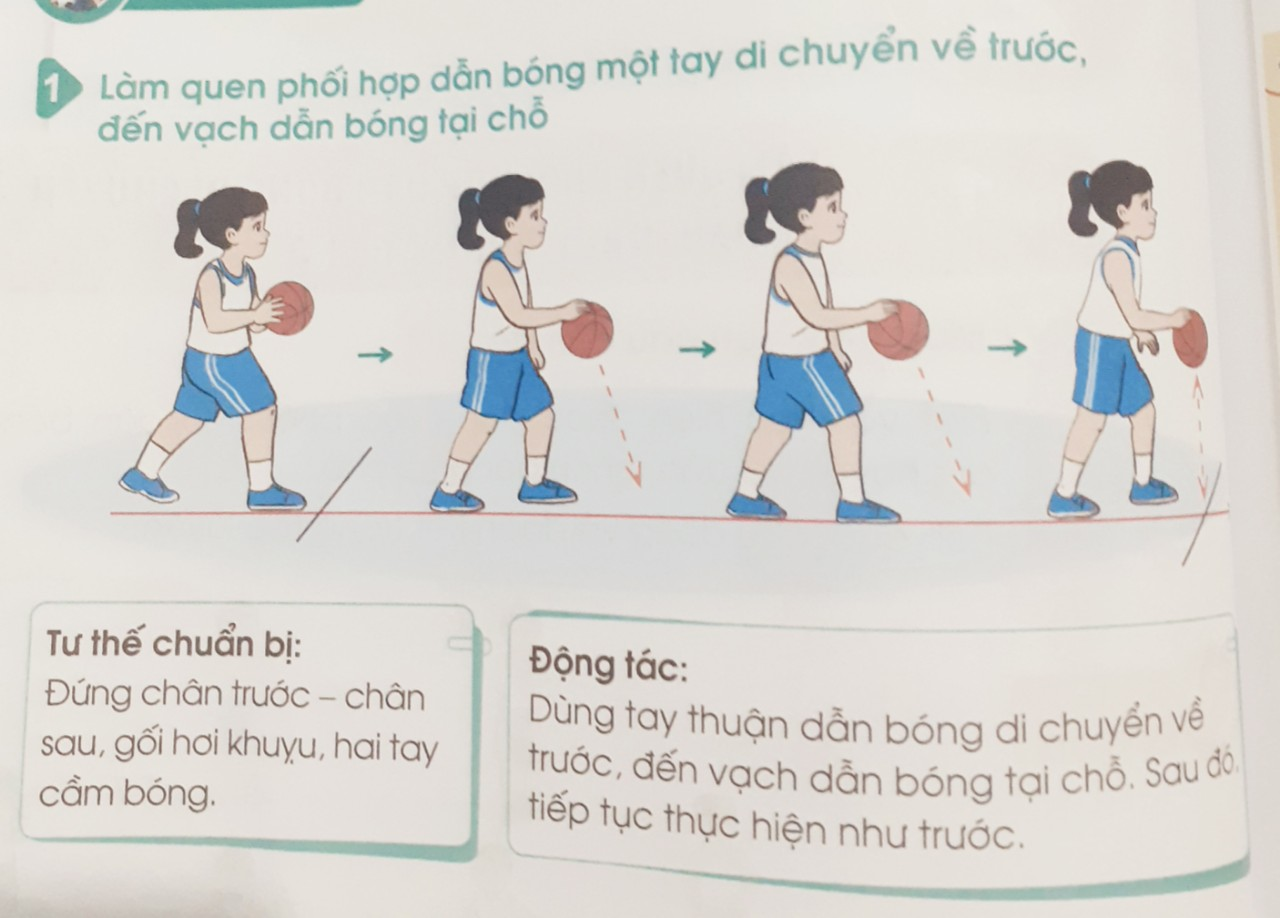 1 Làm quen phối hợp dẫn bóng một tay di chuyển về trước,
đến vạch dẫn bóng tại chỗ
Tư thế chuẩn bị:
Đứng chân trước – chân
sau, gối hơi khuỵu, hai tay
cầm bóng.
Động tác:
Dùng tay thuận dẫn bóng di chuyển về
trước, đến vạch dẫn bóng tại chỗ. Sau đó,
tiếp tục thực hiện như trước.